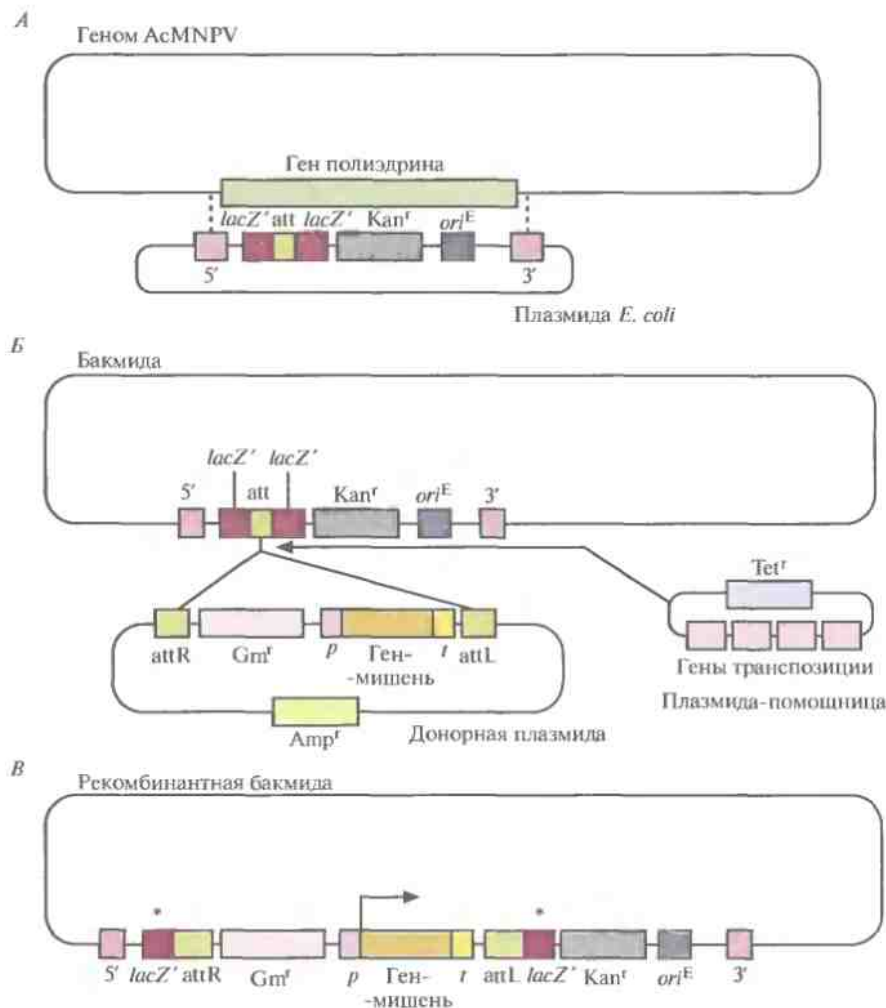 А
Геном AcMNPV
Ген полиэдрина
lacZ' att lacZ' Kanʳ oriᴱ
5' 3'
Плазмида E. coli
Б
Бакмида
lacZ' lacZ'
5' att Kanʳ oriᴱ 3'
Tetʳ
Гены транспозиции
Плазмида-помощница
attR Gmʳ p Ген-
-мишень t attL
Ampʳ
Донорная плазмида
В
Рекомбинантная бакмида
* *
5' lacZ' attR Gmʳ p Ген-
-мишень t attL lacZ' Kanʳ oriᴱ 3'